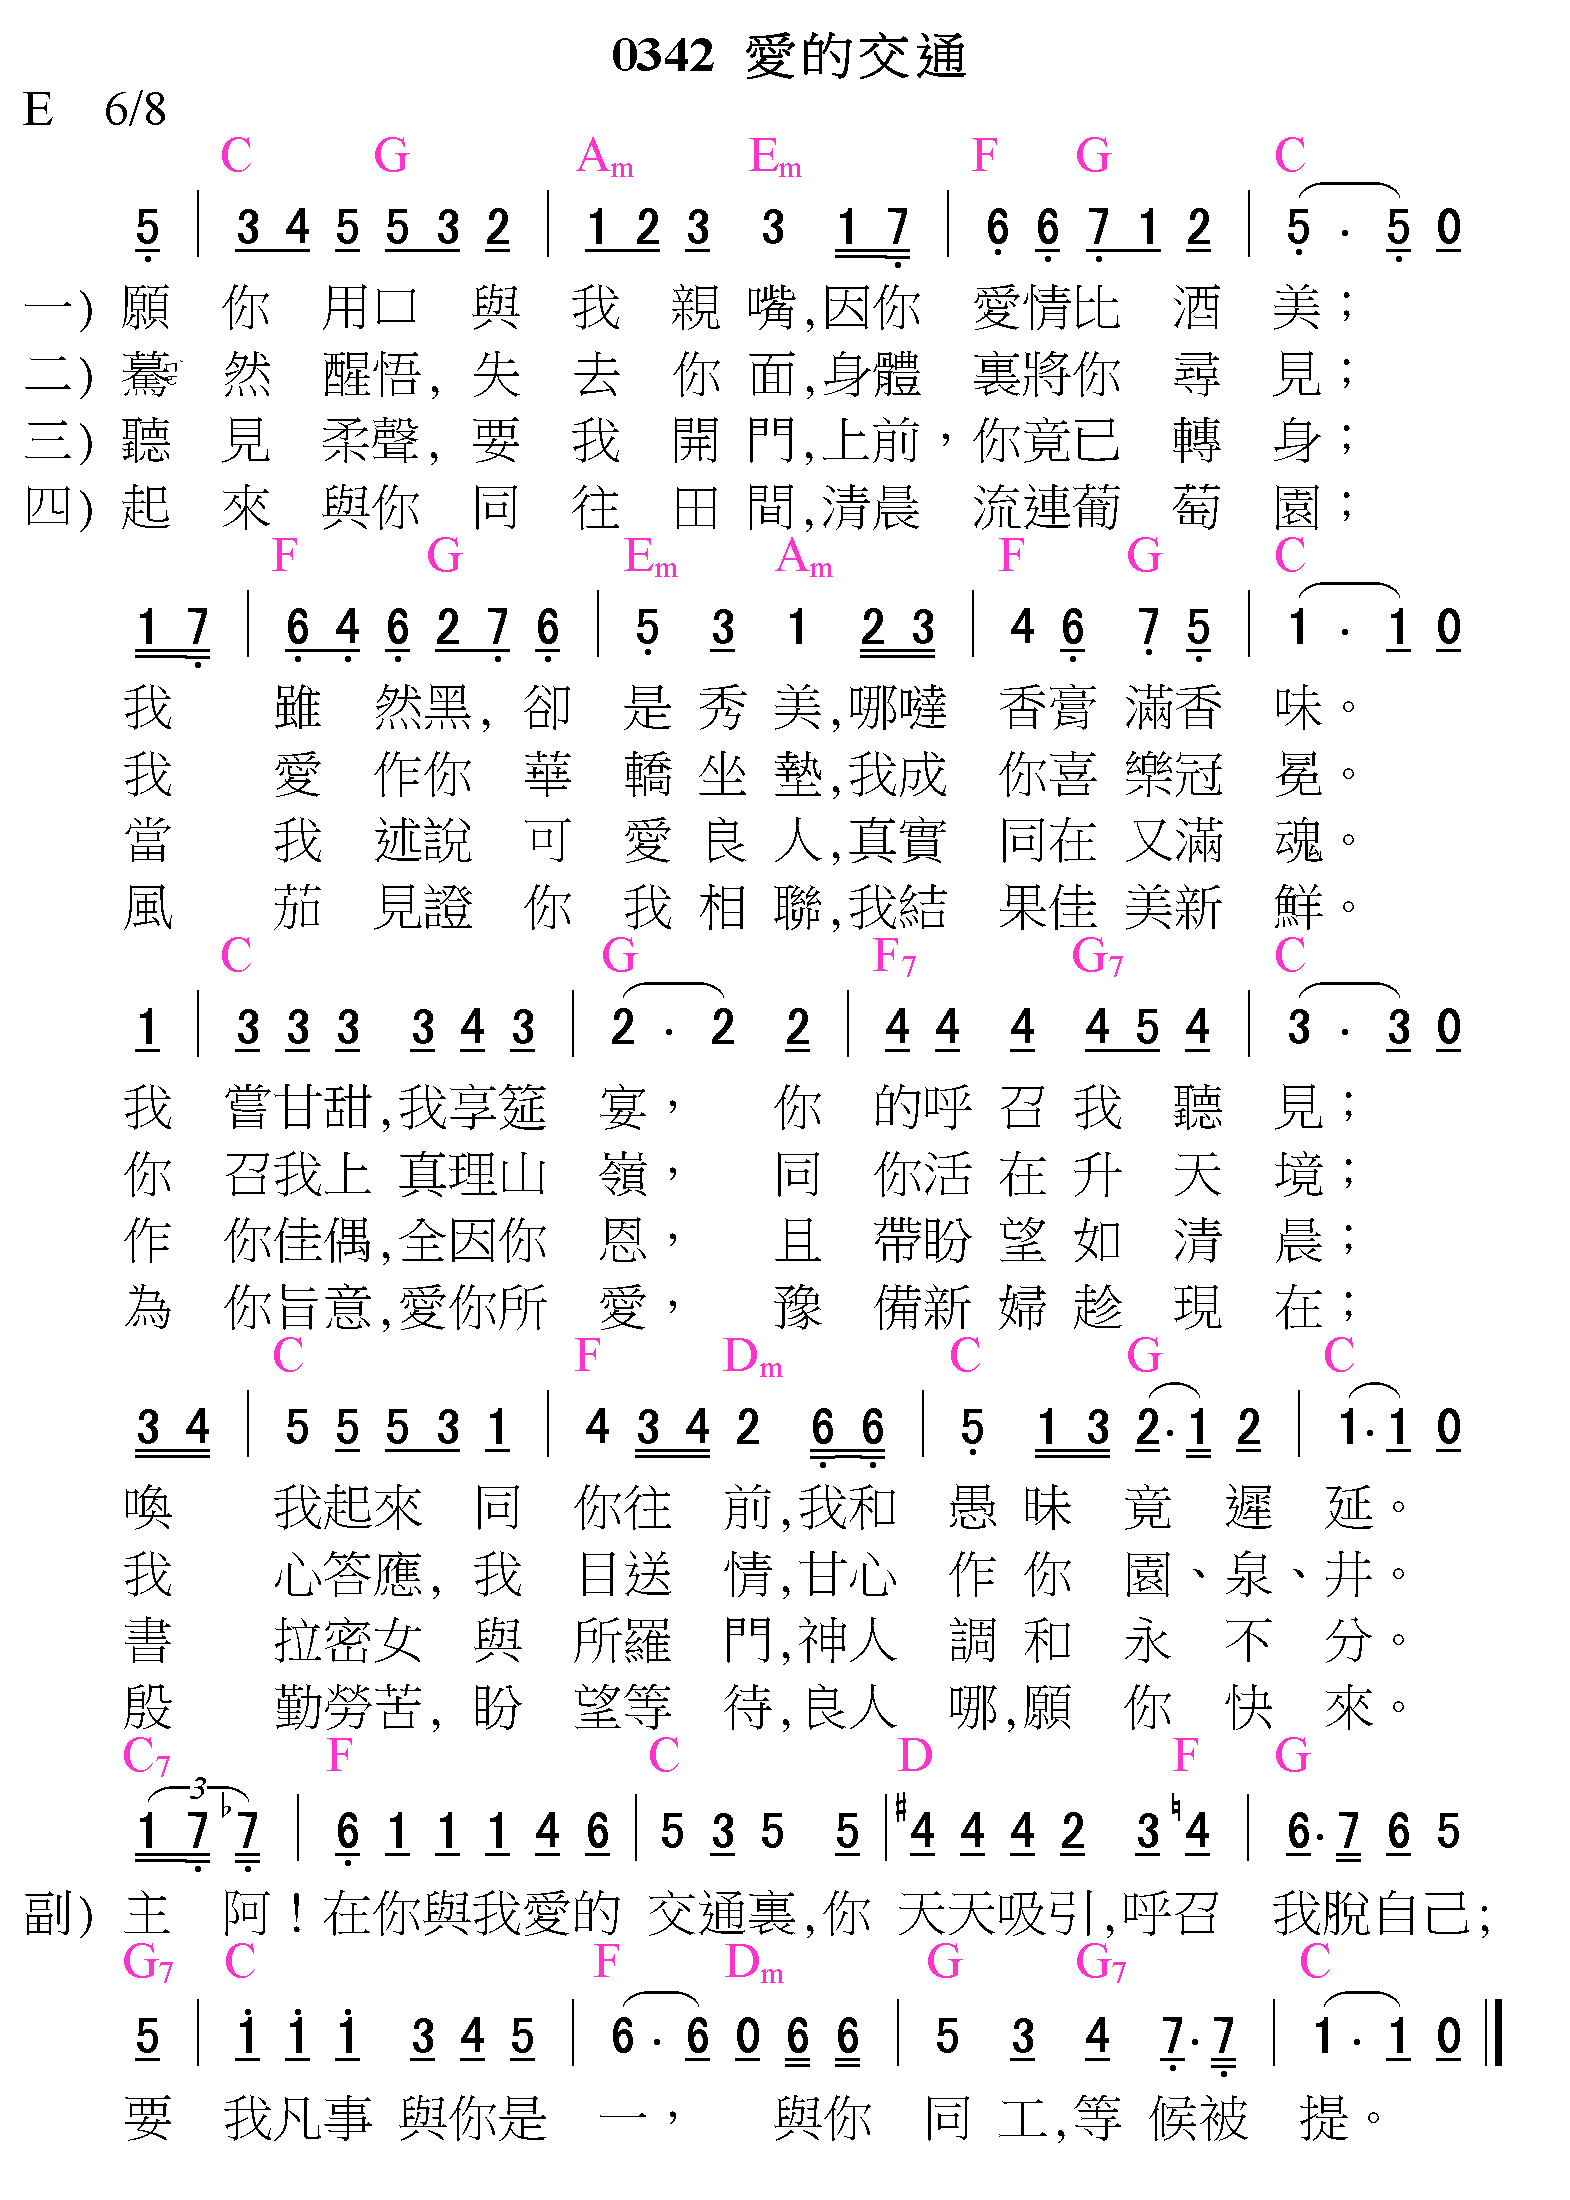 0342 愛的交通
E 6/8
C G Am Em F G C
5 | 3 4 5 5 3 2 | 1 2 3 3 1 7 | 6 6 7 1 2 | 5 . 5 0
一) 願你用口與我親嘴,因你愛情比酒美；
二) 驀然醒悟, 失去你面,身體裏將你尋見；
三) 聽見柔聲, 要我開門,上前，你竟已轉身；
四) 起來與你同往田間,清晨流連葡萄園；
F G Em Am F G C
1 7 | 6 4 6 2 7 6 | 5 3 1 2 3 | 4 6 7 5 | 1 . 1 0
我雖然黑, 卻是秀美,哪噠香膏滿香味。
我愛作你華轎坐墊,我成你喜樂冠冕。
當我述說可愛良人,真實同在又滿魂。
風茄見證你我相聯,我結果佳美新鮮。
C G F7 G7 C
1 | 3 3 3 3 4 3 | 2 . 2 2 | 4 4 4 4 5 4 | 3 . 3 0
我嘗甘甜,我享筵宴，你的呼召我聽見；
你召我上真理山嶺，同你活在升天境；
作你佳偶,全因你恩，且帶盼望如清晨；
為你旨意,愛你所愛，豫備新婦趁現在；
C F Dm C G C
3 4 | 5 5 5 3 1 | 4 3 4 2 6 6 | 5 1 3 2 . 1 2 | 1 . 1 0
喚我起來同你往前,我和愚昧竟遲延。
我心答應, 我目送情,甘心作你園、泉、井。
書拉密女與所羅門,神人調和永不分。
殷勤勞苦, 盼望等待,良人哪,願你快來。
C7 F C D F G
3
1 7 ♭7 | 6 1 1 1 4 6 | 5 3 5 5 | #4 4 4 2 3 ♮4 | 6 . 7 6 5
副) 主阿！在你與我愛的交通裏,你天天吸引,呼召我脫自己;
G7 C F Dm G G7 C
5 | 1 1 1 3 4 5 | 6 . 6 0 6 6 | 5 3 4 7 . 7 | 1 . 1 0
要我凡事與你是一，與你同工,等候被提。